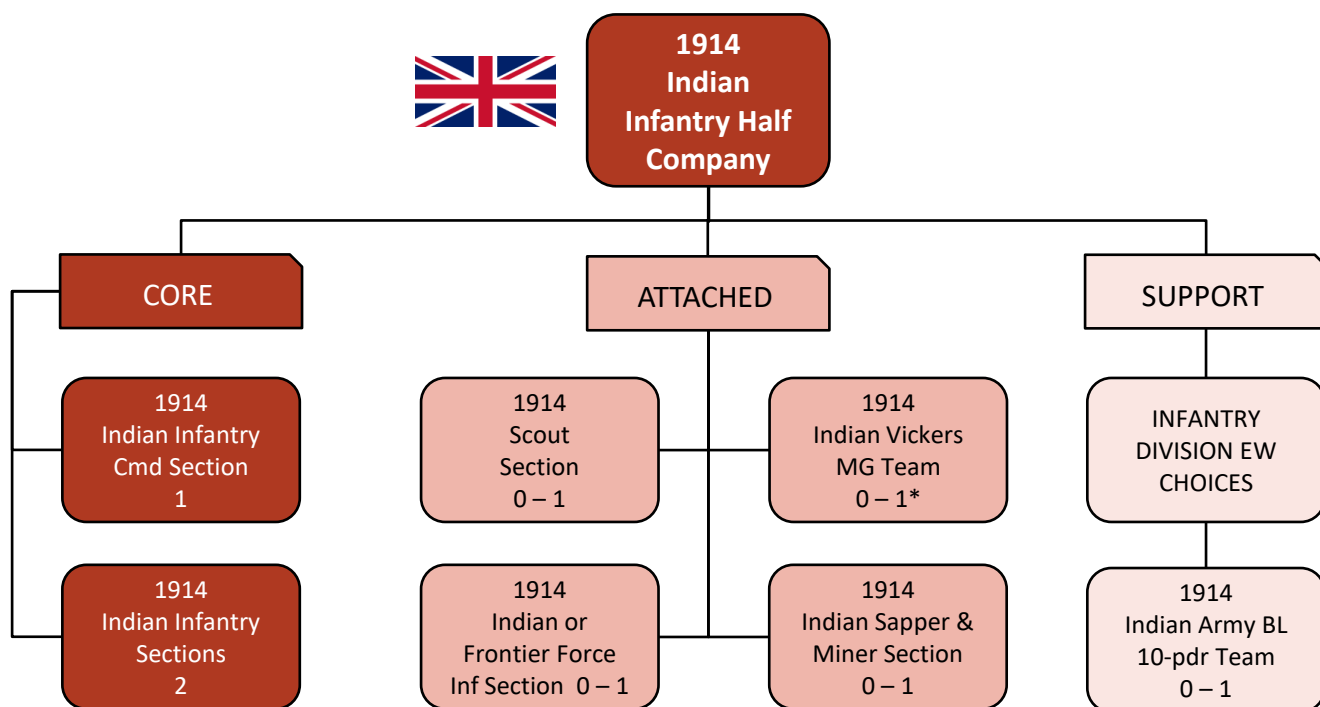 1914
Indian
Infantry Half
Company
CORE
ATTACHED
SUPPORT
1914
Indian Infantry
Cmd Section
1
1914
Scout
Section
0 – 1
1914
Indian Vickers
MG Team
0 – 1*
INFANTRY
DIVISION EW
CHOICES
1914
Indian Infantry
Sections
2
1914
Indian or
Frontier Force
Inf Section 0 – 1
1914
Indian Sapper &
Miner Section
0 – 1
1914
Indian Army BL
10-pdr Team
0 – 1